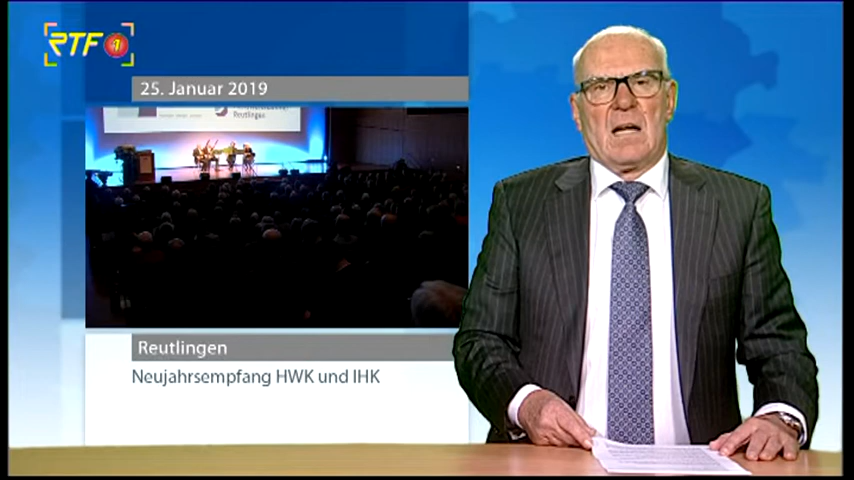 RTF 1
25. Januar 2019
Reutlingen
Reutlingen
Neujahrsempfang HWK und IHK